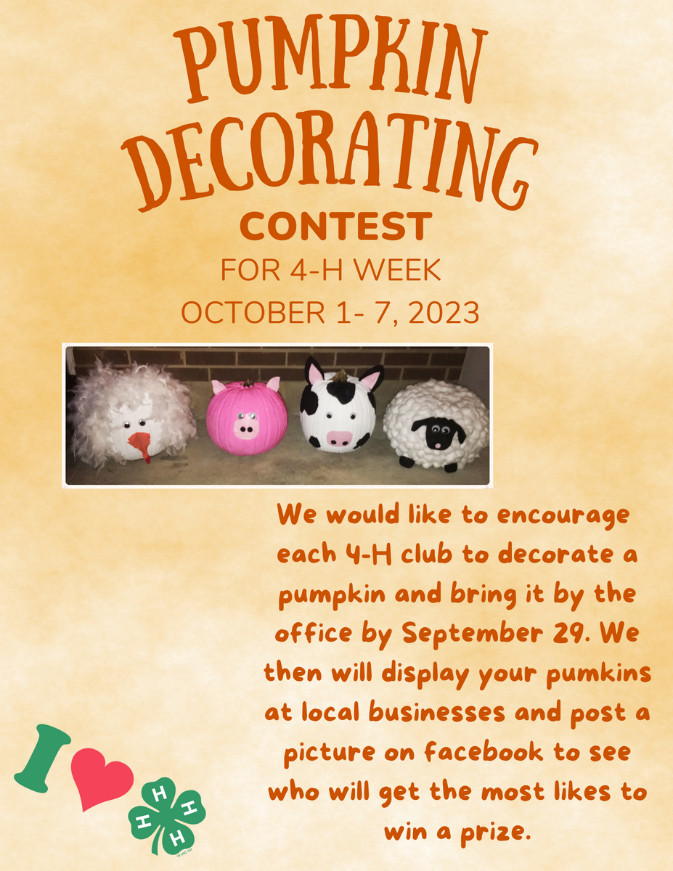 PUMPKIN
DECORATING
CONTEST
FOR 4-H WEEK
OCTOBER 1- 7, 2023
We would like to encourage
each 4-H club to decorate a
pumpkin and bring it by the
office by September 29. We
then will display your pumkins
at local businesses and post a
picture on facebook to see
who will get the most likes to
win a prize.
I
H
H
H
H